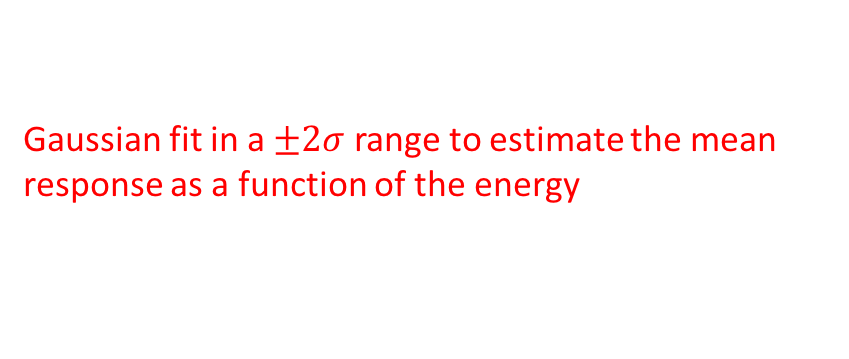 Gaussian fit in a ±2σ range to estimate the mean
response as a function of the energy